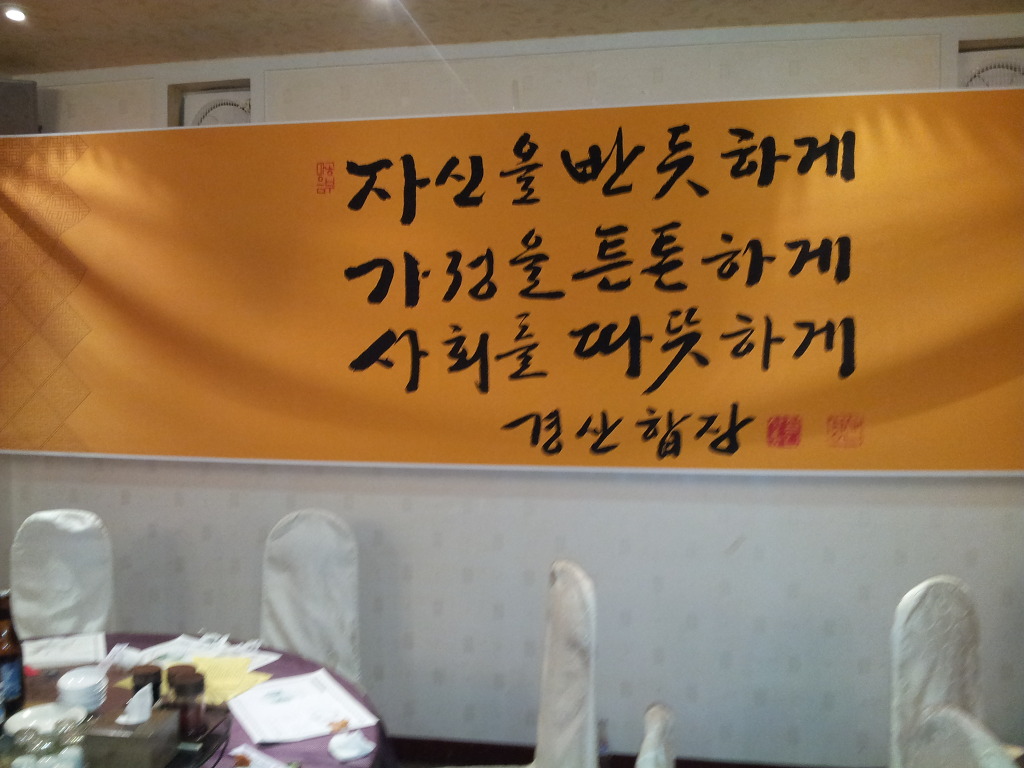 자신을 반듯하게
가정을 튼튼하게
사회를 따뜻하게
경산합장